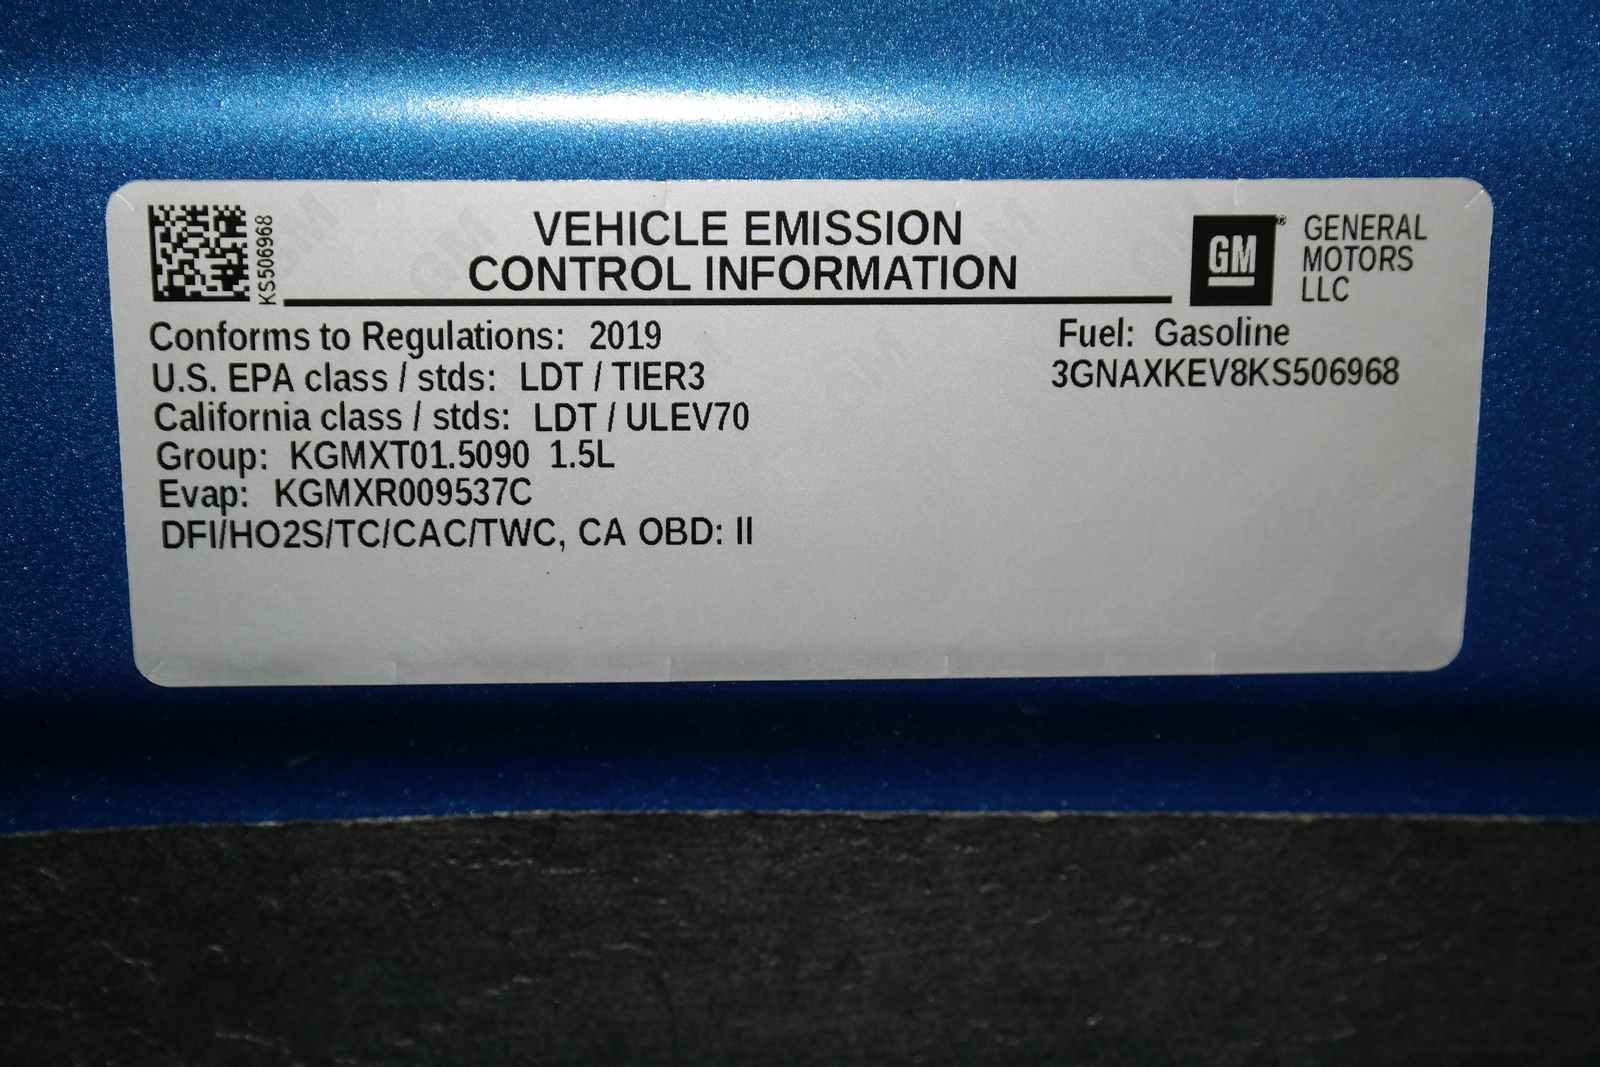 KS506968
VEHICLE EMISSION
CONTROL INFORMATION
GM®
GENERAL
MOTORS
LLC
Conforms to Regulations: 2019
Fuel: Gasoline
U.S. EPA class / stds: LDT / TIER3
3GNAXKEV8KS506968
California class / stds: LDT / ULEV70
Group: KGMXT01.5090 1.5L
Evap: KGMXR009537C
DFI/HO2S/TC/CAC/TWC, CA OBD: II